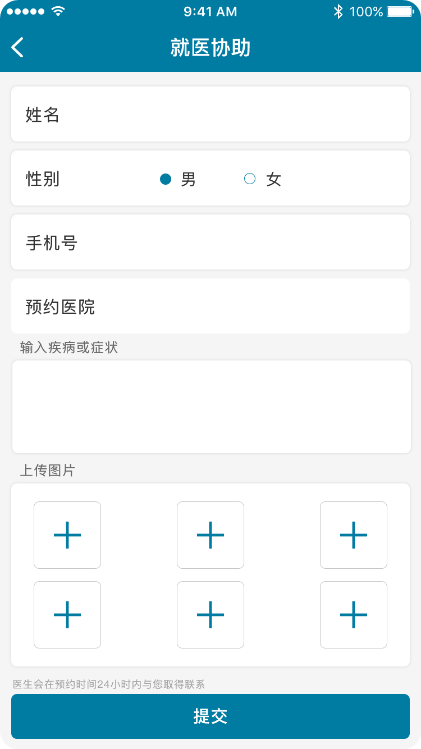 9:41 AM 100%
就医协助
姓名
性别 男 女
手机号
预约医院
输入疾病或症状
上传图片
医生会在预约时间24小时内与您取得联系
提交